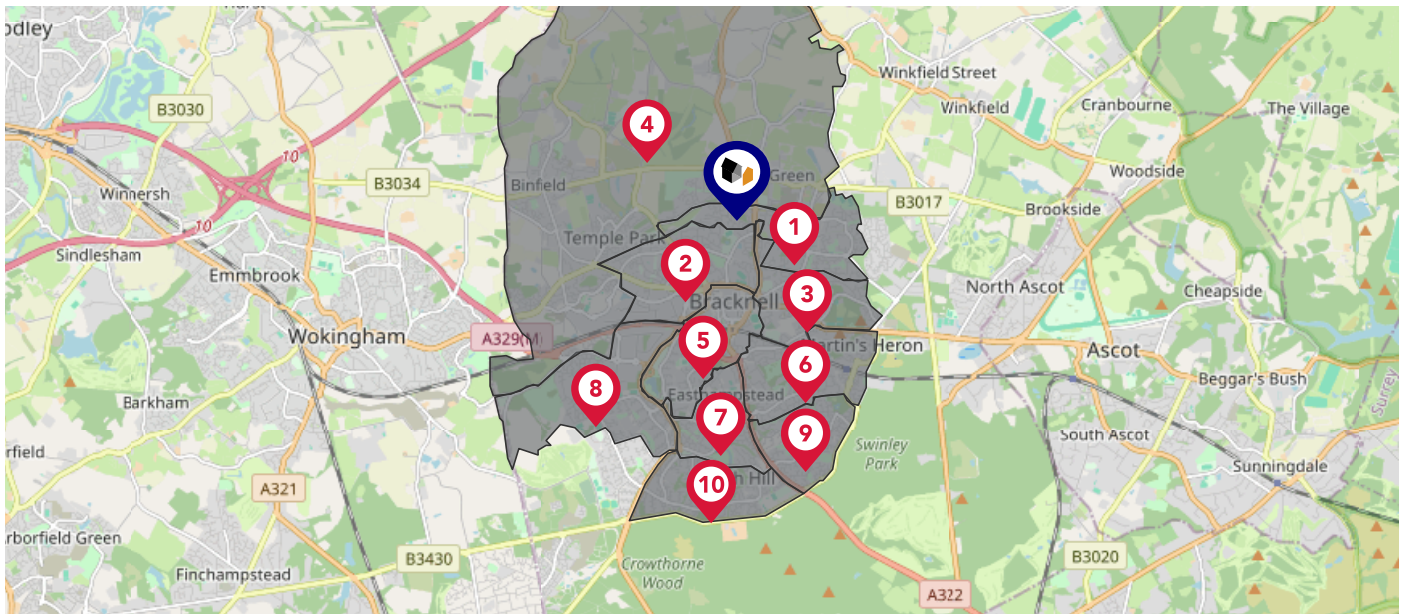 odley
Winkfield Street
B3030
Winkfield
Cranbourne
The Village
4
10
Woodside
Green
B3034
Binfield
Winnersh
B3017
Brookside
10
1
Temple Park
Sindlesham
2
Emmbrook
North Ascot
Cheapside
3
Bracknell
Wokingham
A329(M)
5
Martin's Heron
Ascot
6
Beggar's Bush
8
Easthampstead
Surrey
Barkham
7
9
South Ascot
Swinley
Park
rfield
Sunningdale
10
h Hill
A321
rborfield Green
B3430
B3020
Crowthorne
Wood
Finchampstead
A322